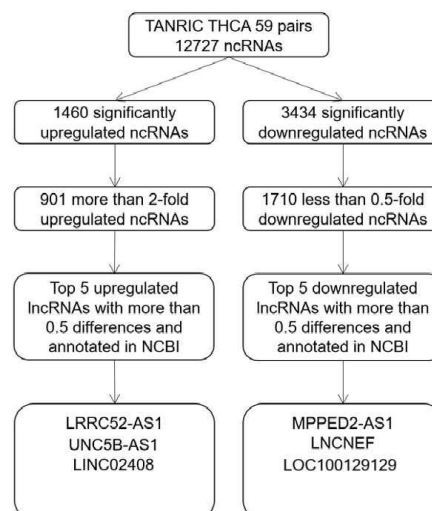 TANRIC THCA 59 pairs
12727 ncRNAs
1460 significantly
upregulated ncRNAs
3434 significantly
downregulated ncRNAs
901 more than 2-fold
upregulated ncRNAs
1710 less than 0.5-fold
downregulated ncRNAs
Top 5 upregulated
lncRNAs with more than
0.5 differences and
annotated in NCBI
Top 5 downregulated
lncRNAs with more than
0.5 differences and
annotated in NCBI
LRRC52-AS1
UNC5B-AS1
LINC02408
MPPED2-AS1
LNCNEF
LOC100129129